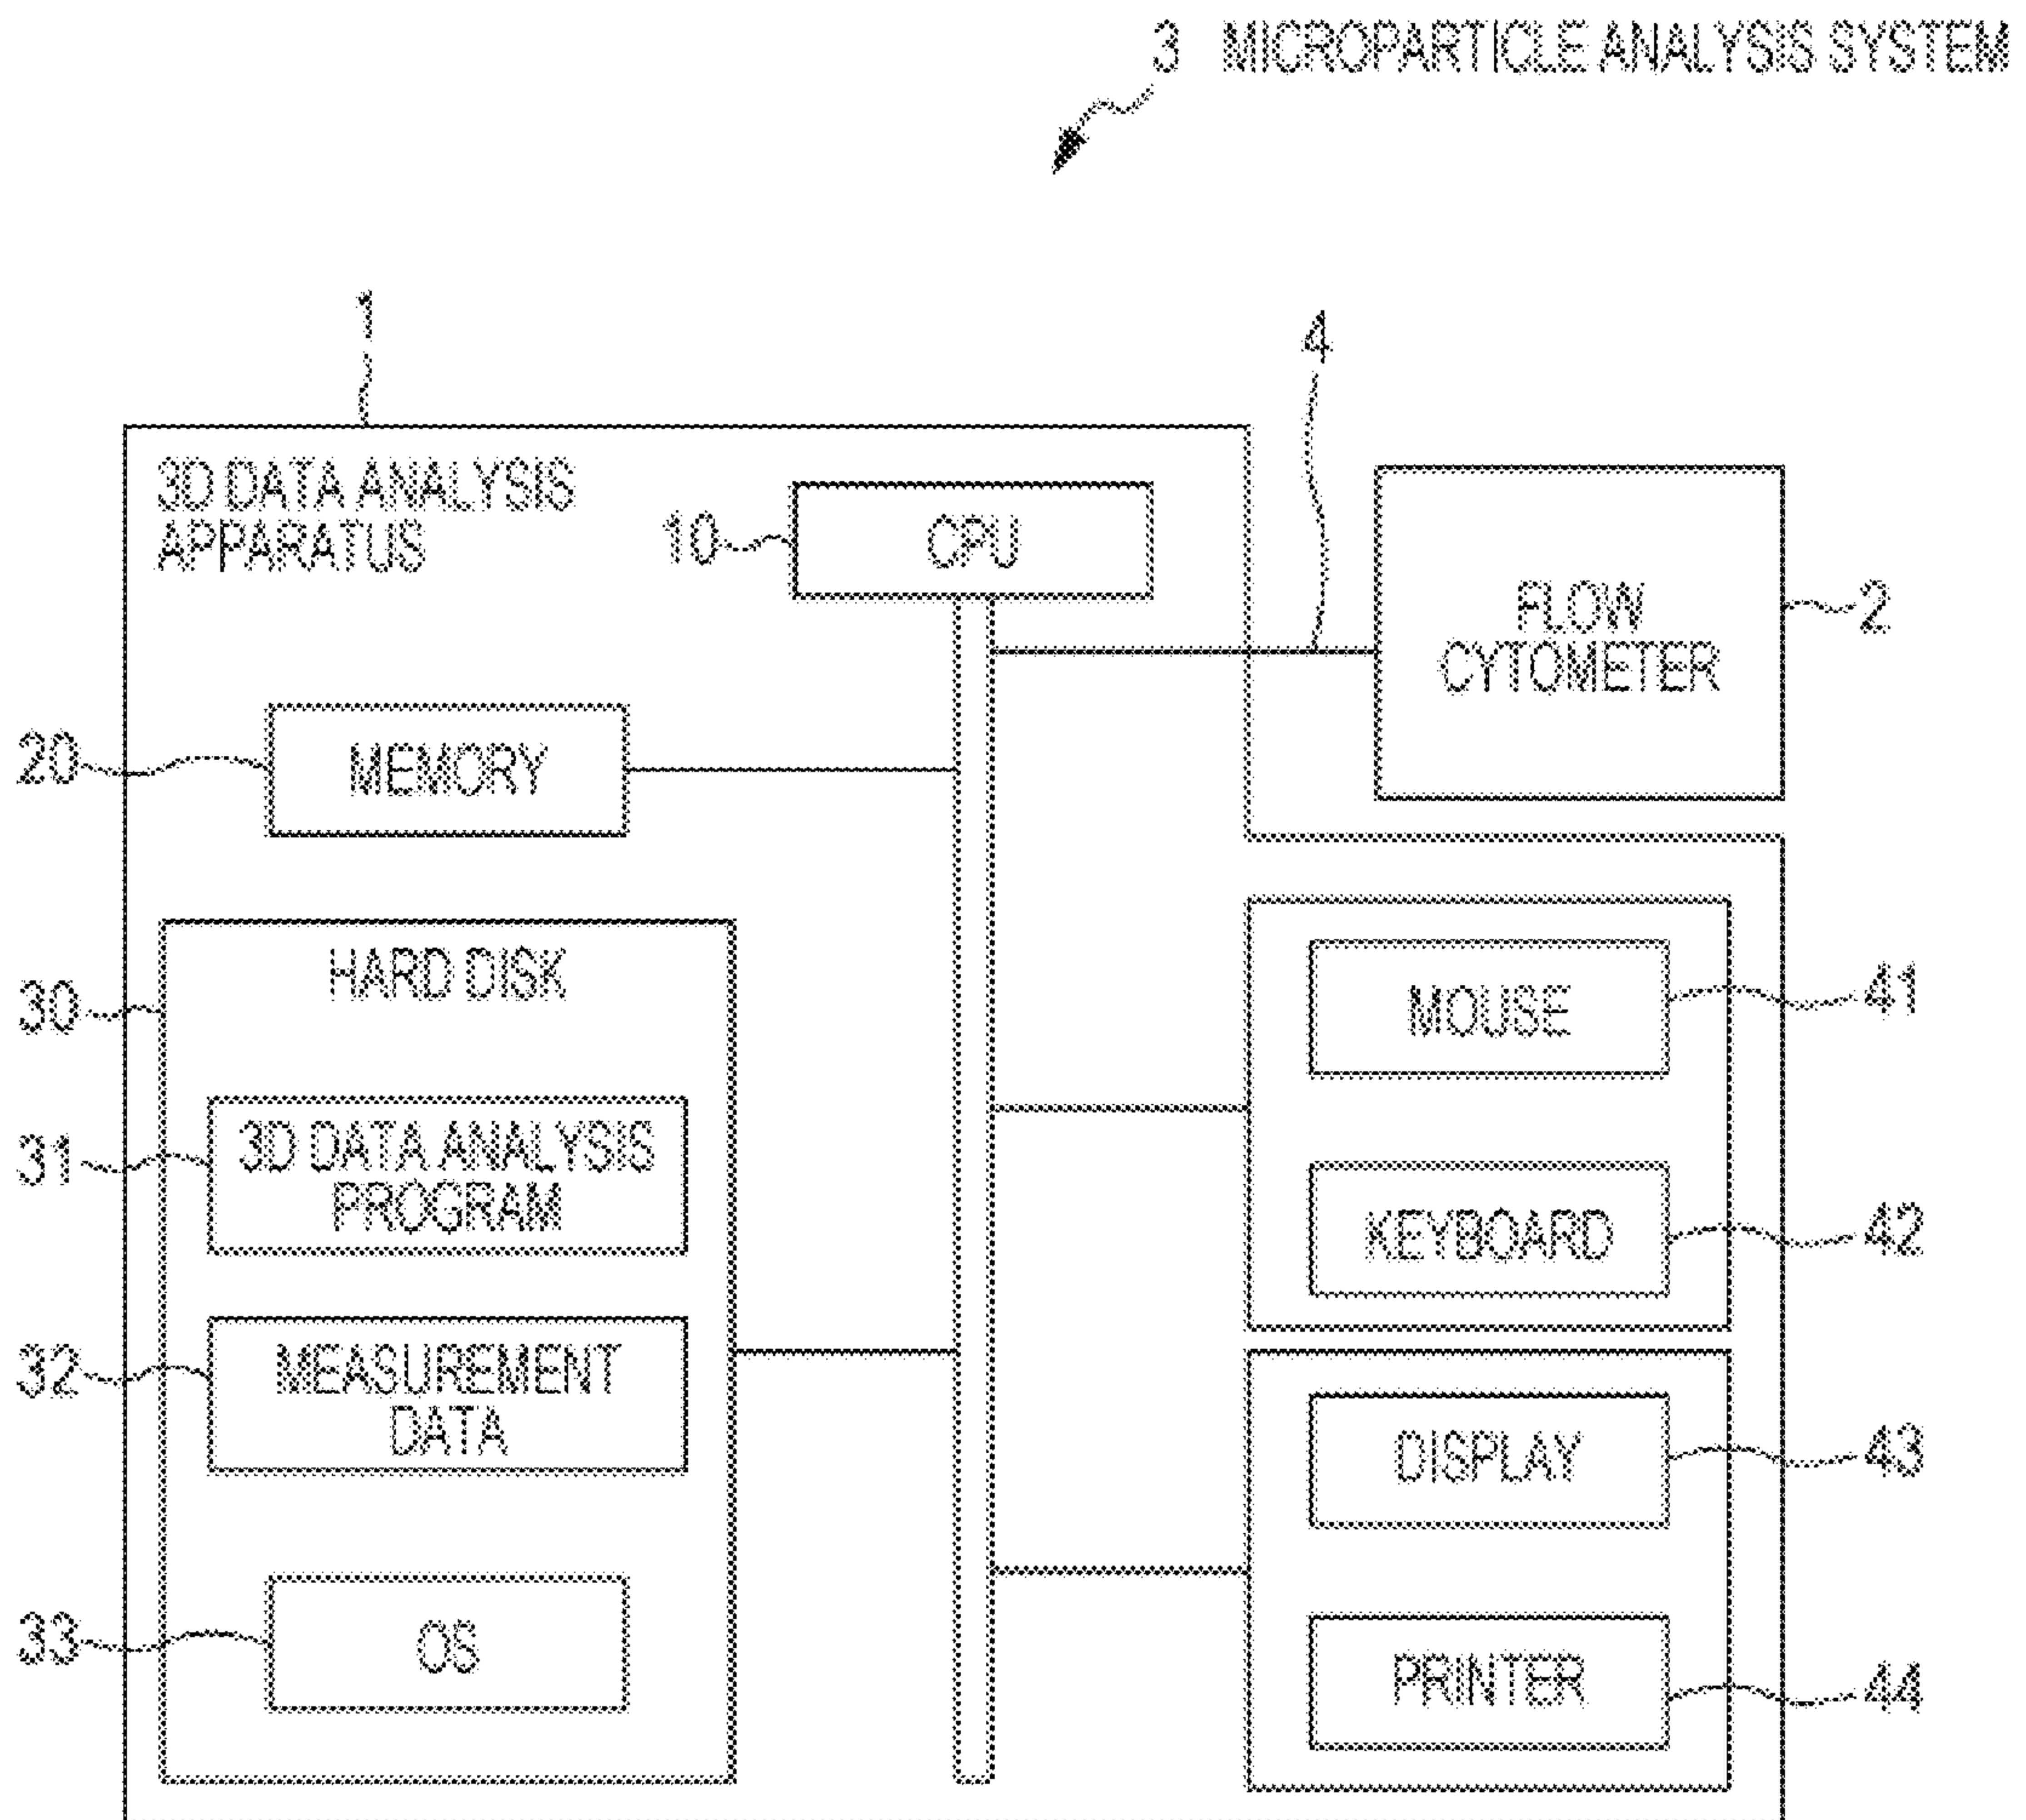 3 MICROPARTICLE ANALYSIS SYSTEM
1
4
3D DATA ANALYSIS
APPARATUS
10
CPU
FLOW
CYTOMETER
2
20
MEMORY
30
HARD DISK
MOUSE
41
31
3D DATA ANALYSIS
PROGRAM
KEYBOARD
42
32
MEASUREMENT
DATA
DISPLAY
43
33
OS
PRINTER
44